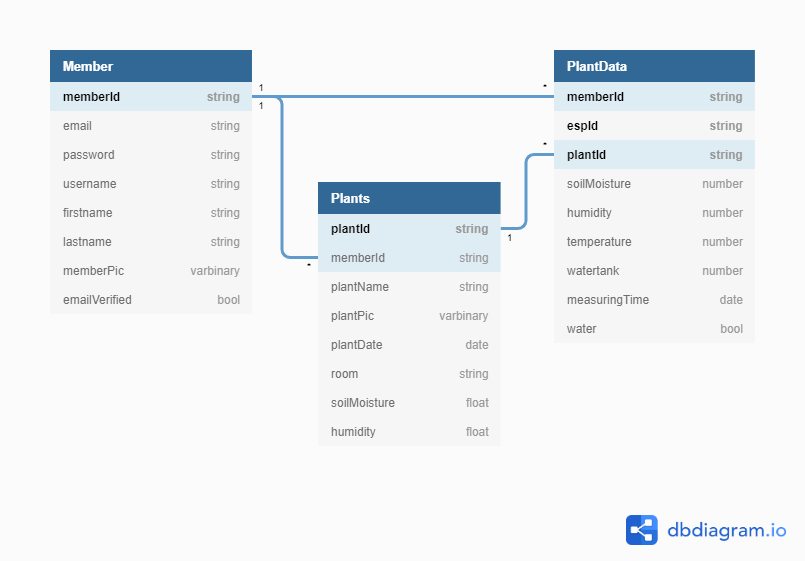 Member
memberId string
email string
password string
username string
firstname string
lastname string
memberPic varbinary
emailVerified bool
1
1
*
*
*
1
Plants
plantId string
memberId string
plantName string
plantPic varbinary
plantDate date
room string
soilMoisture float
humidity float
PlantData
memberId string
espId string
plantId string
soilMoisture number
humidity number
temperature number
watertank number
measuringTime date
water bool
dbdiagram.io